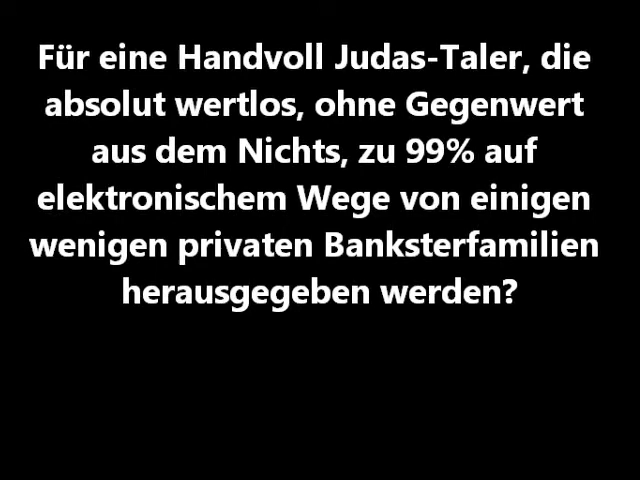 Für eine Handvoll Judas-Taler, die
absolut wertlos, ohne Gegenwert
aus dem Nichts, zu 99% auf
elektronischem Wege von einigen
wenigen privaten Banksterfamilien
herausgegeben werden?